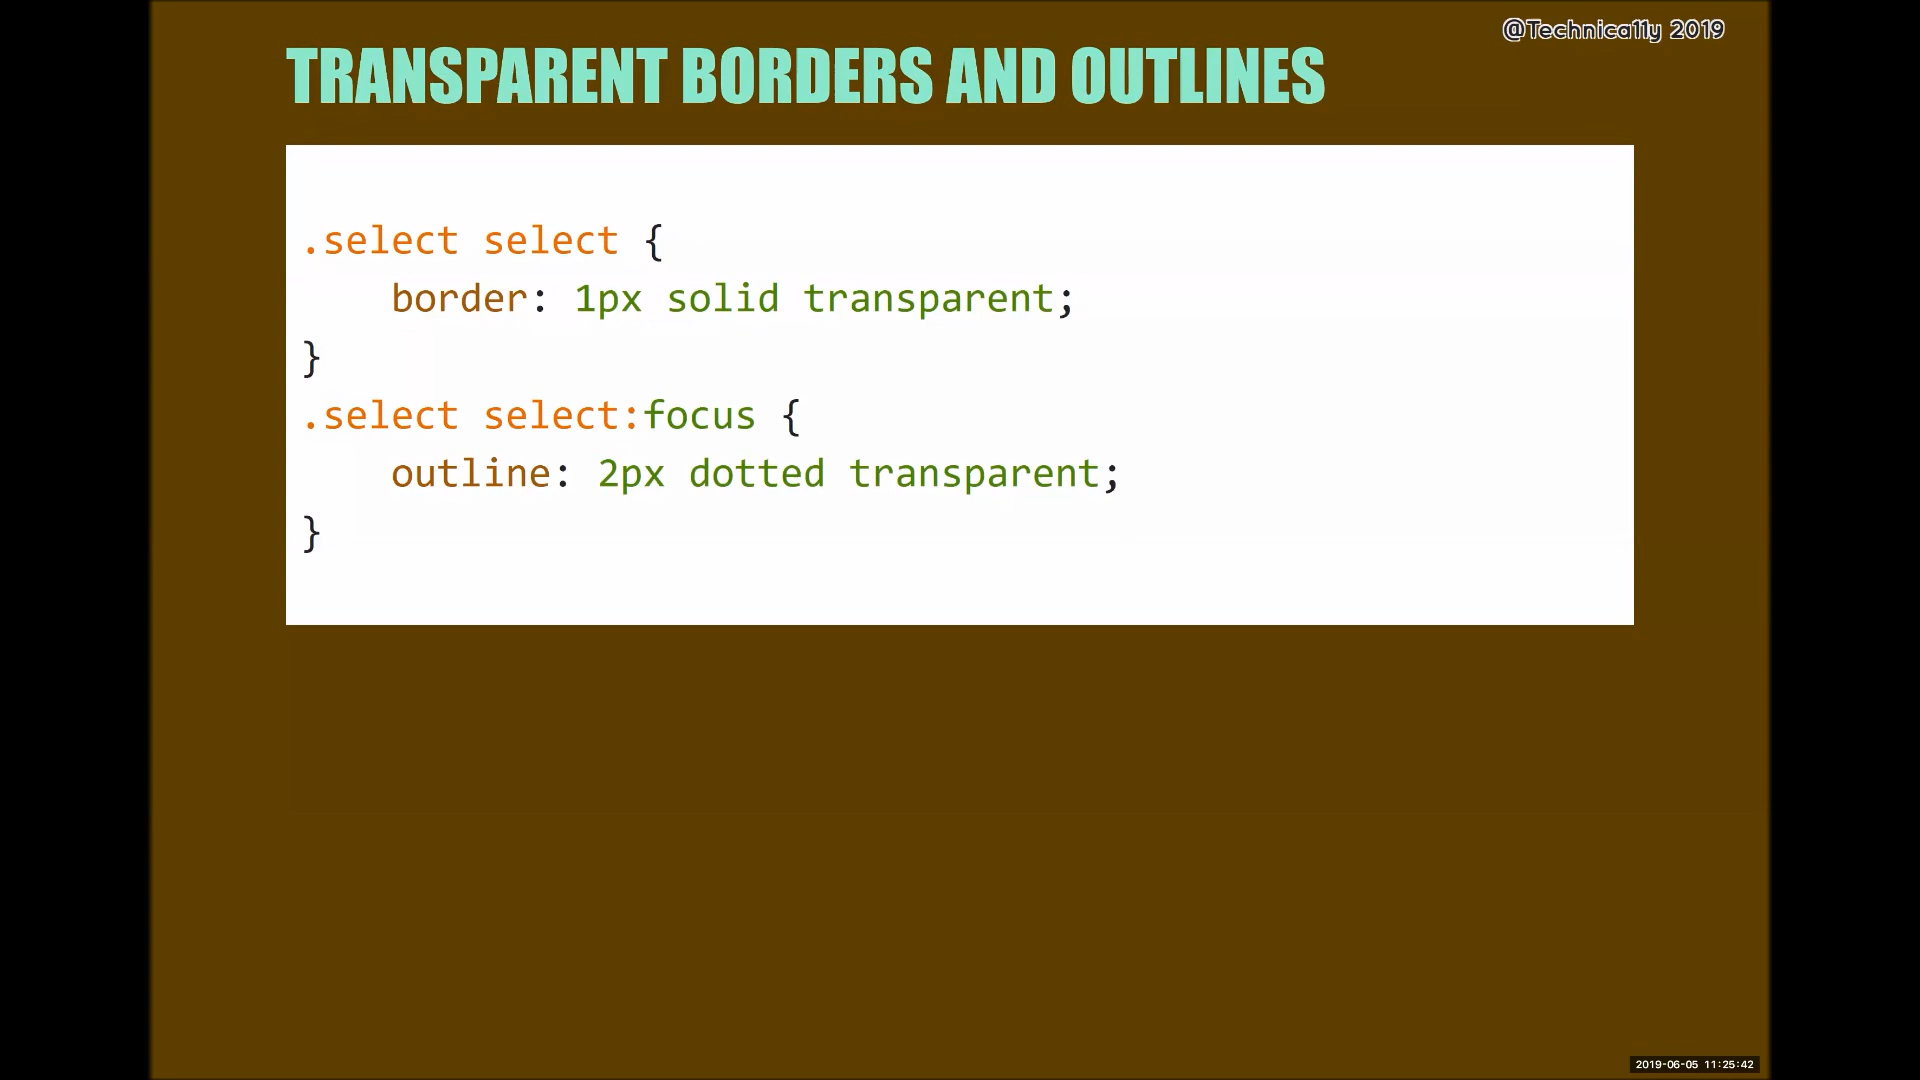 @Technica11y 2019
TRANSPARENT BORDERS AND OUTLINES
.select select {
    border: 1px solid transparent;
}
.select select:focus {
    outline: 2px dotted transparent;
}
2019-06-05 11:25:42